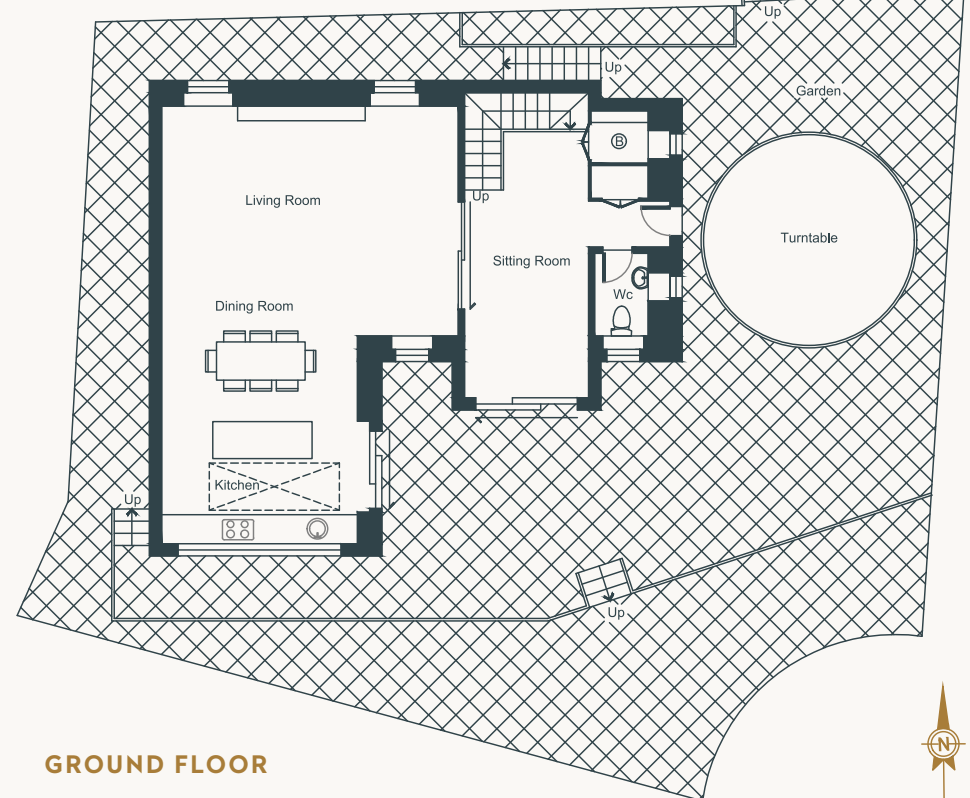 Up
Up
Garden
B
Living Room
Up
Turntable
Sitting Room
Wc
Dining Room
Kitchen
Up
Up
N
GROUND FLOOR